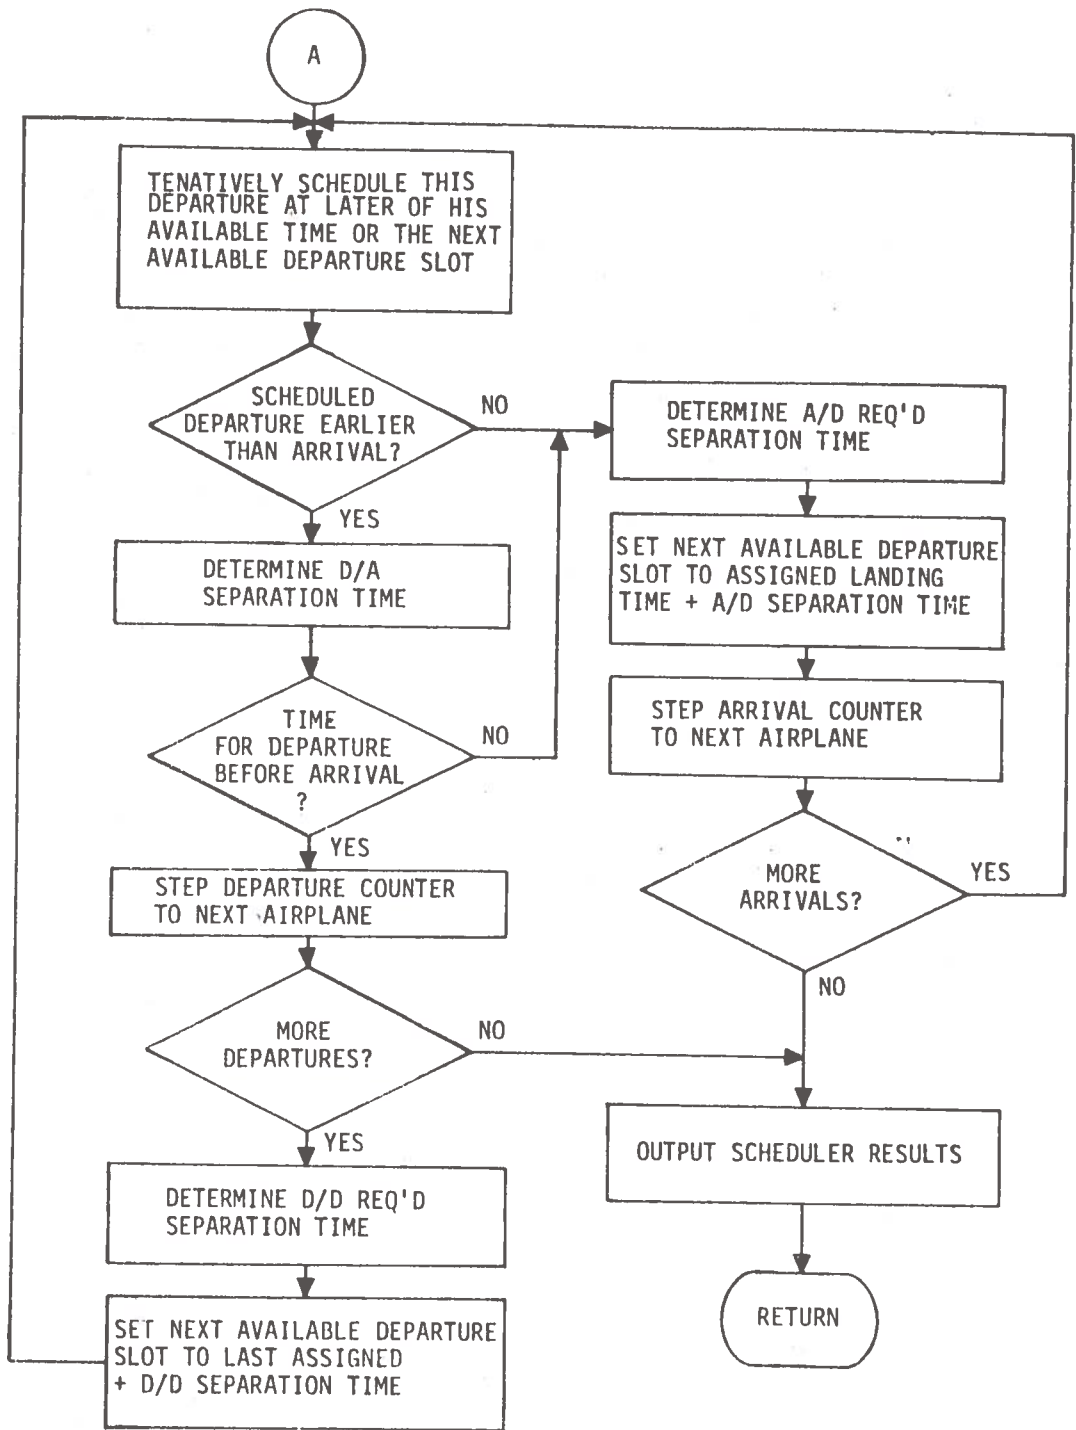 A
TENATIVELY SCHEDULE THIS
DEPARTURE AT LATER OF HIS
AVAILABLE TIME OR THE NEXT
AVAILABLE DEPARTURE SLOT
SCHEDULED
DEPARTURE EARLIER
THAN ARRIVAL?
NO
YES
DETERMINE D/A
SEPARATION TIME
TIME
FOR DEPARTURE
BEFORE ARRIVAL
?
NO
YES
STEP DEPARTURE COUNTER
TO NEXT AIRPLANE
MORE
DEPARTURES?
NO
YES
DETERMINE D/D REQ'D
SEPARATION TIME
SET NEXT AVAILABLE DEPARTURE
SLOT TO LAST ASSIGNED
+ D/D SEPARATION TIME
DETERMINE A/D REQ'D
SEPARATION TIME
SET NEXT AVAILABLE DEPARTURE
SLOT TO ASSIGNED LANDING
TIME + A/D SEPARATION TIME
STEP ARRIVAL COUNTER
TO NEXT AIRPLANE
MORE
ARRIVALS?
YES
NO
OUTPUT SCHEDULER RESULTS
RETURN